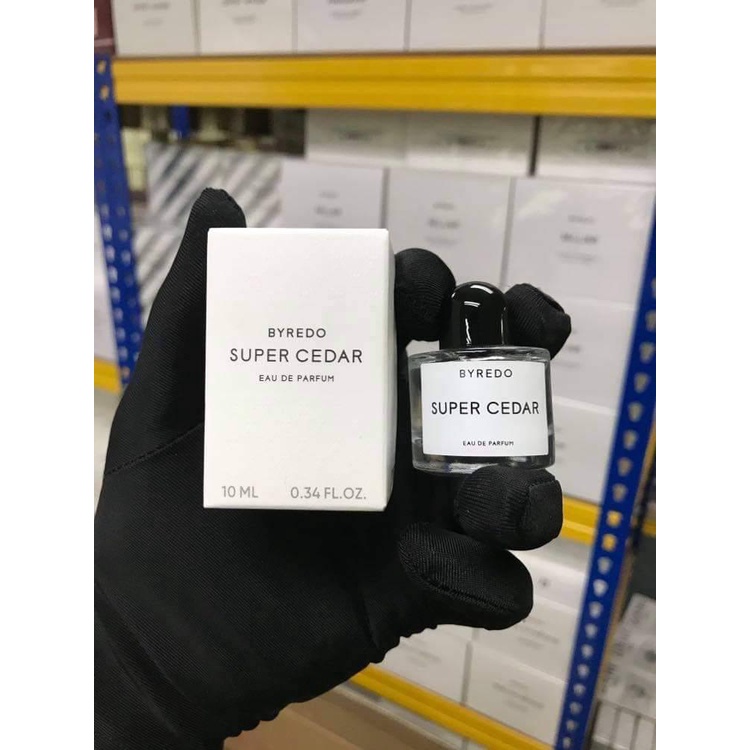 BYREDO
SUPER CEDAR
EAU DE PARFUM
10 ML 0.34 FL.OZ.
BYREDO
SUPER CEDAR
EAU DE PARFUM